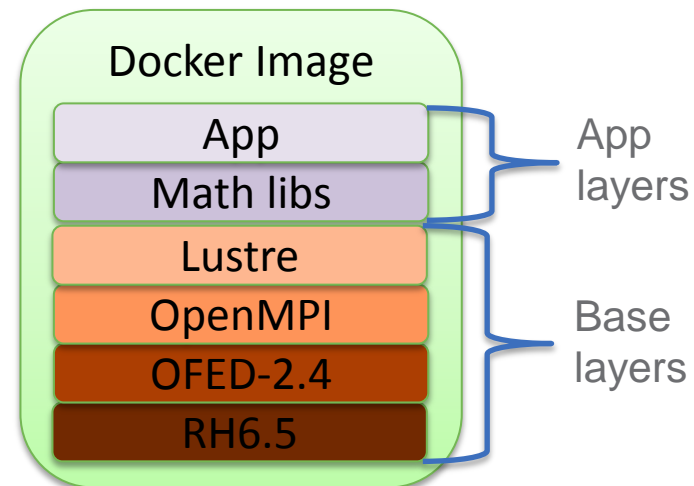 Docker Image
App
Math libs
Lustre
OpenMPI
OFED-2.4
RH6.5
App
layers
Base
layers